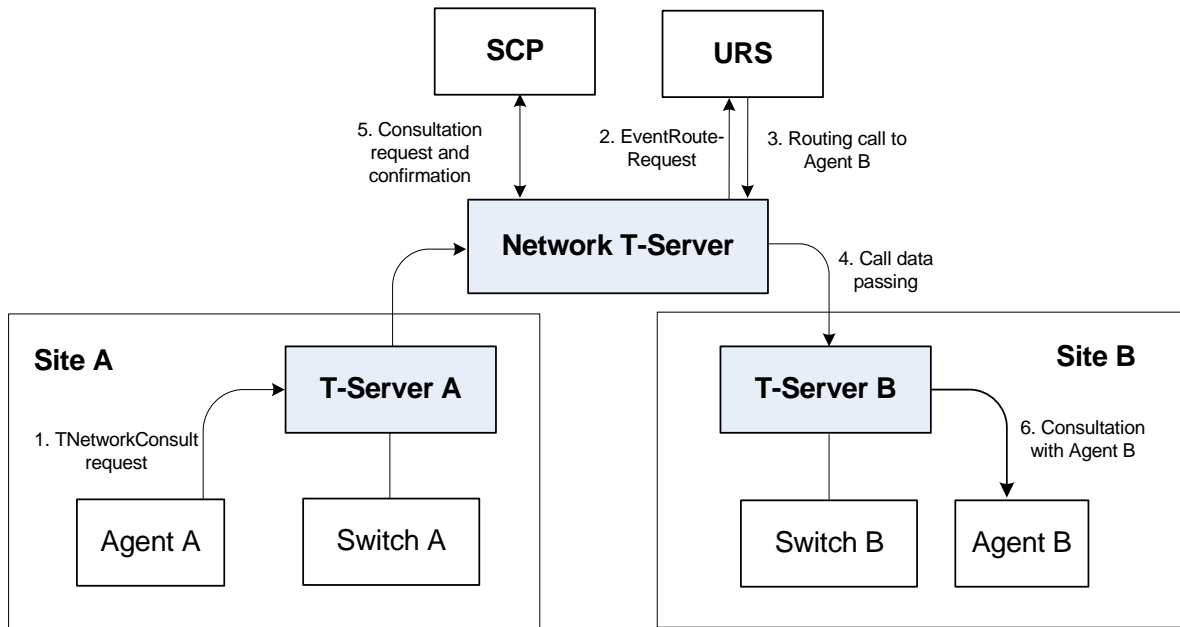 SCP
URS
5. Consultation
request and
confirmation
2. EventRoute-
Request
3. Routing call to
Agent B
Network T-Server
4. Call data
passing
Site A
T-Server A
1. TNetworkConsult
request
Agent A
Switch A
Site B
T-Server B
6. Consultation
with Agent B
Switch B
Agent B